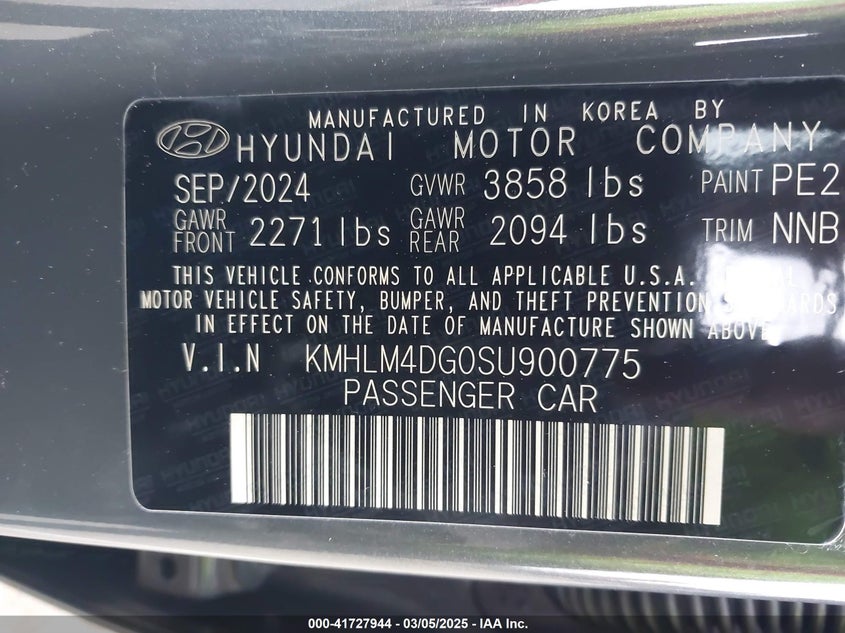 MANUFACTURED IN KOREA BY
HYUNDAI MOTOR COMPANY
SEP/2024 GVWR 3858 lbs PAINT PE2
GAWR FRONT 2271 lbs GAWR REAR 2094 lbs TRIM NNB
THIS VEHICLE CONFORMS TO ALL APPLICABLE U.S.A.
MOTOR VEHICLE SAFETY, BUMPER, AND THEFT PREVENTION
IN EFFECT ON THE DATE OF MANUFACTURE SHOWN ABOVE
V.I.N KMHLM4DG0SU900775
PASSENGER CAR
000-41727944 - 03/05/2025 - IAA Inc.